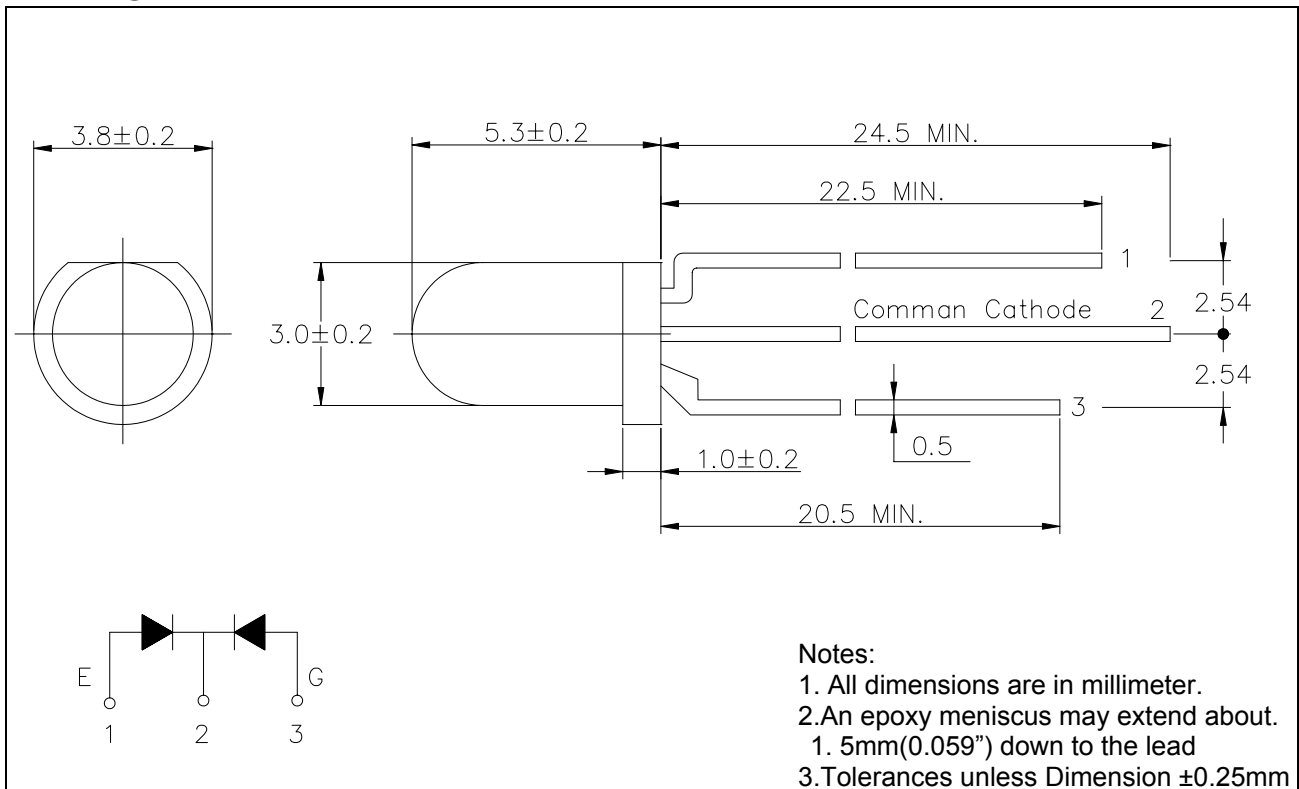 3.8±0.2
5.3±0.2
24.5 MIN.
22.5 MIN.
1
Comman Cathode
2
2.54
3.0±0.2
2.54
3
0.5
1.0±0.2
20.5 MIN.
E
G
1
2
3
Notes:
1. All dimensions are in millimeter.
2.An epoxy meniscus may extend about.
1. 5mm(0.059”) down to the lead
3.Tolerances unless Dimension ±0.25mm